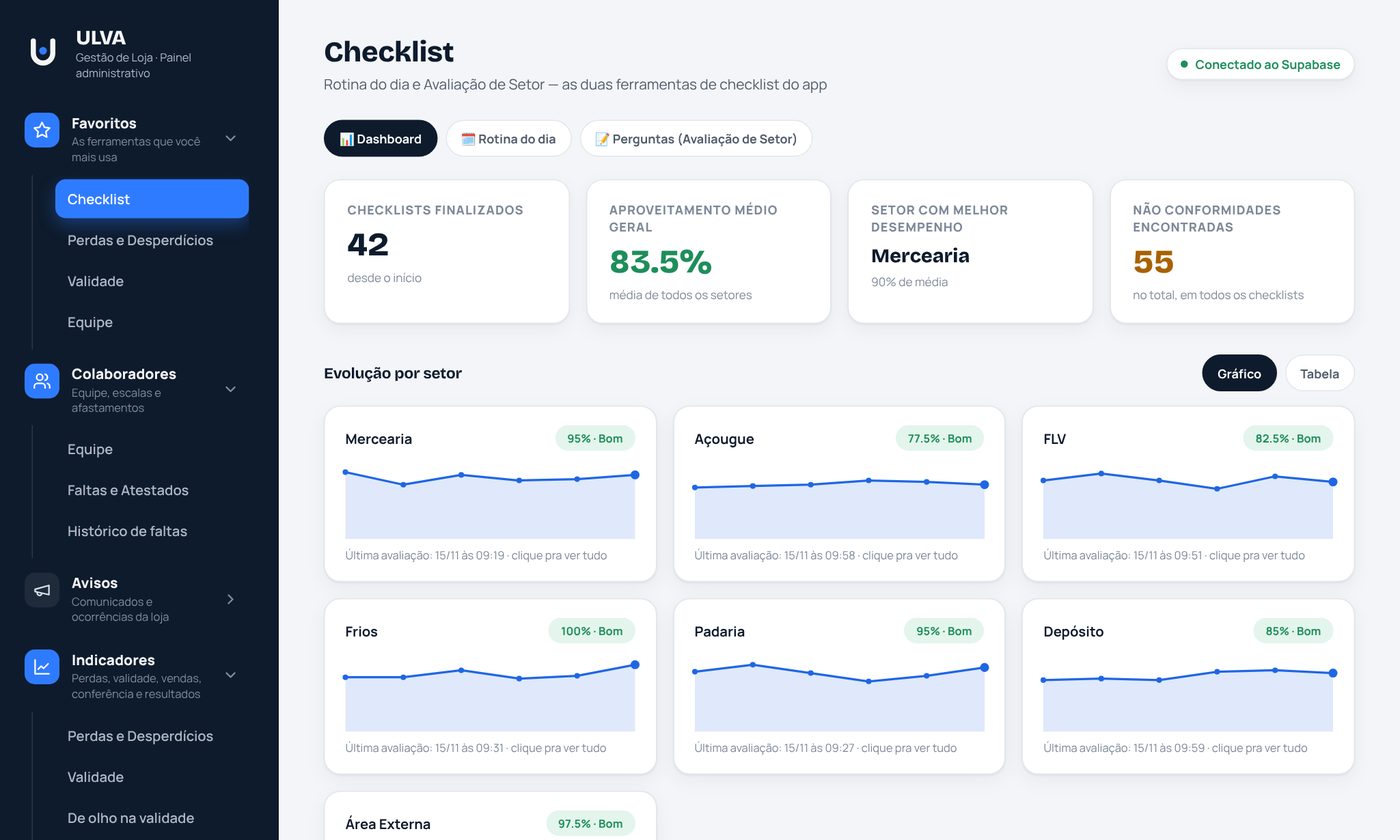 ULVA
Gestão de Loja · Painel
administrativo
Favoritos
As ferramentas que você
mais usa
Checklist
Perdas e Desperdícios
Validade
Equipe
Colaboradores
Equipe, escalas e
afastamentos
Equipe
Faltas e Atestados
Histórico de faltas
Avisos
Comunicados e
ocorrências da loja
Indicadores
Perdas, validade, vendas,
conferência e resultados
Perdas e Desperdícios
Validade
De olho na validade
Checklist
Rotina do dia e Avaliação de Setor — as duas ferramentas de checklist do app
Conectado ao Supabase
📊 Dashboard
🗓️ Rotina do dia
📝 Perguntas (Avaliação de Setor)
CHECKLISTS FINALIZADOS
42
desde o início
APROVEITAMENTO MÉDIO
GERAL
83.5%
média de todos os setores
SETOR COM MELHOR
DESEMPENHO
Mercearia
90% de média
NÃO CONFORMIDADES
ENCONTRADAS
55
no total, em todos os checklists
Evolução por setor
Gráfico
Tabela
Mercearia
95% · Bom
Última avaliação: 15/11 às 09:19 · clique pra ver tudo
Açougue
77.5% · Bom
Última avaliação: 15/11 às 09:58 · clique pra ver tudo
FLV
82.5% · Bom
Última avaliação: 15/11 às 09:51 · clique pra ver tudo
Frios
100% · Bom
Última avaliação: 15/11 às 09:31 · clique pra ver tudo
Padaria
95% · Bom
Última avaliação: 15/11 às 09:27 · clique pra ver tudo
Depósito
85% · Bom
Última avaliação: 15/11 às 09:59 · clique pra ver tudo
Área Externa
97.5% · Bom